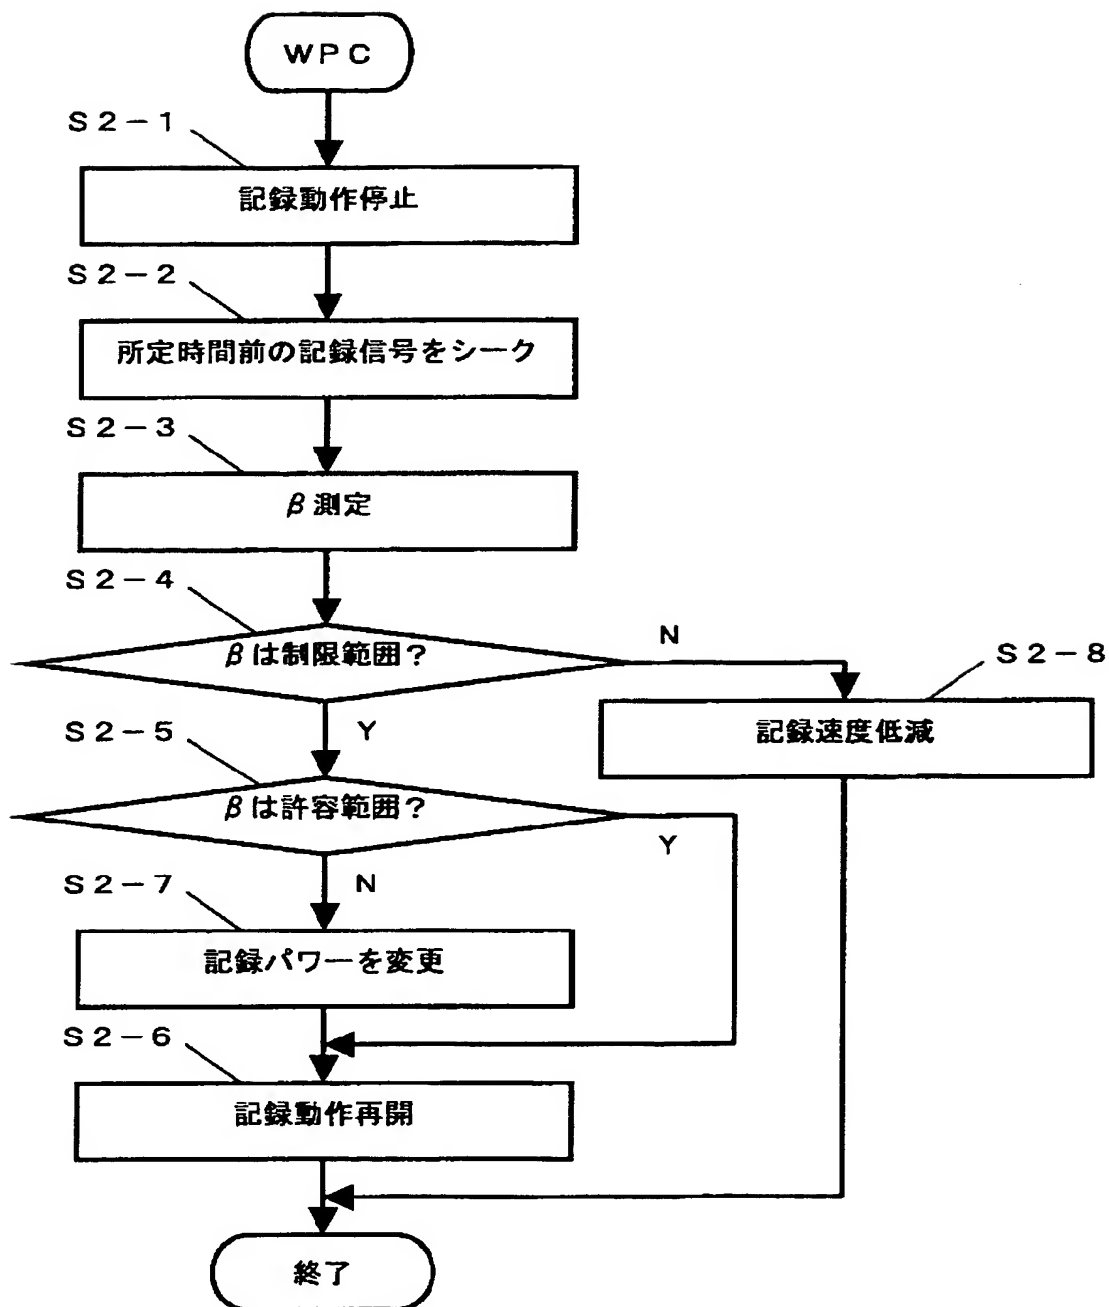 WPC
S2-1
記録動作停止
S2-2
所定時間前の記録信号をシーク
S2-3
β測定
S2-4
βは制限範囲?
N
S2-8
記録速度低減
Y
S2-5
βは許容範囲?
Y
N
S2-7
記録パワーを変更
S2-6
記録動作再開
終了